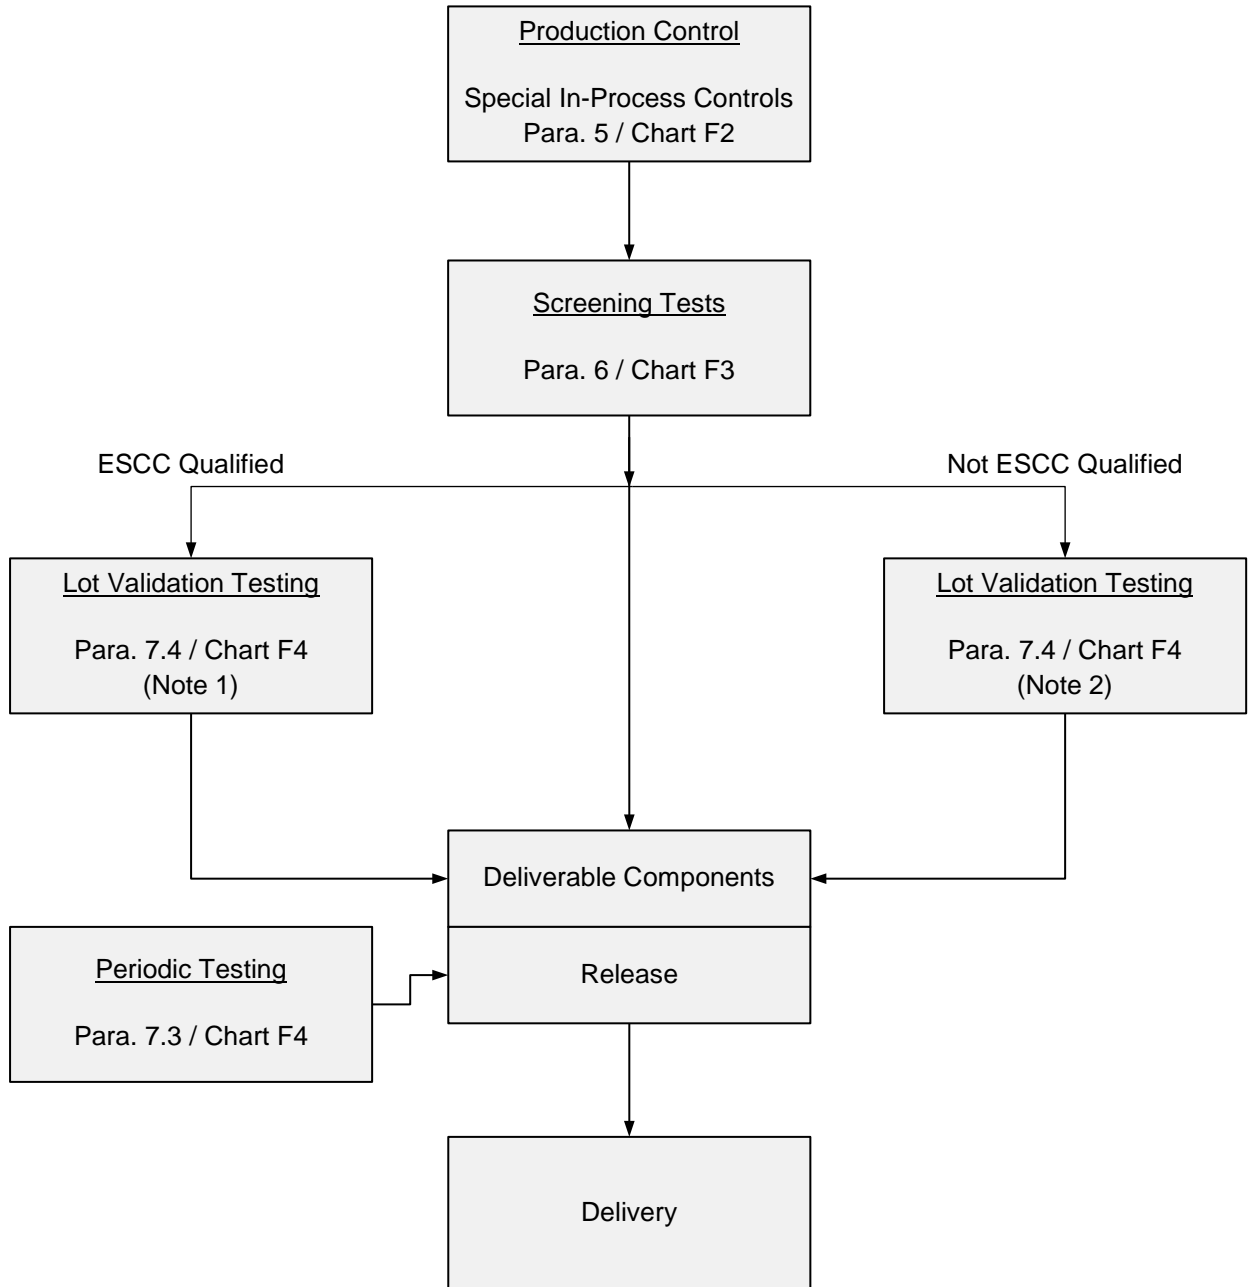 Production Control
Special In-Process Controls
Para. 5 / Chart F2
Screening Tests
Para. 6 / Chart F3
ESCC Qualified
Not ESCC Qualified
Lot Validation Testing
Para. 7.4 / Chart F4
(Note 1)
Lot Validation Testing
Para. 7.4 / Chart F4
(Note 2)
Deliverable Components
Periodic Testing
Para. 7.3 / Chart F4
Release
Delivery